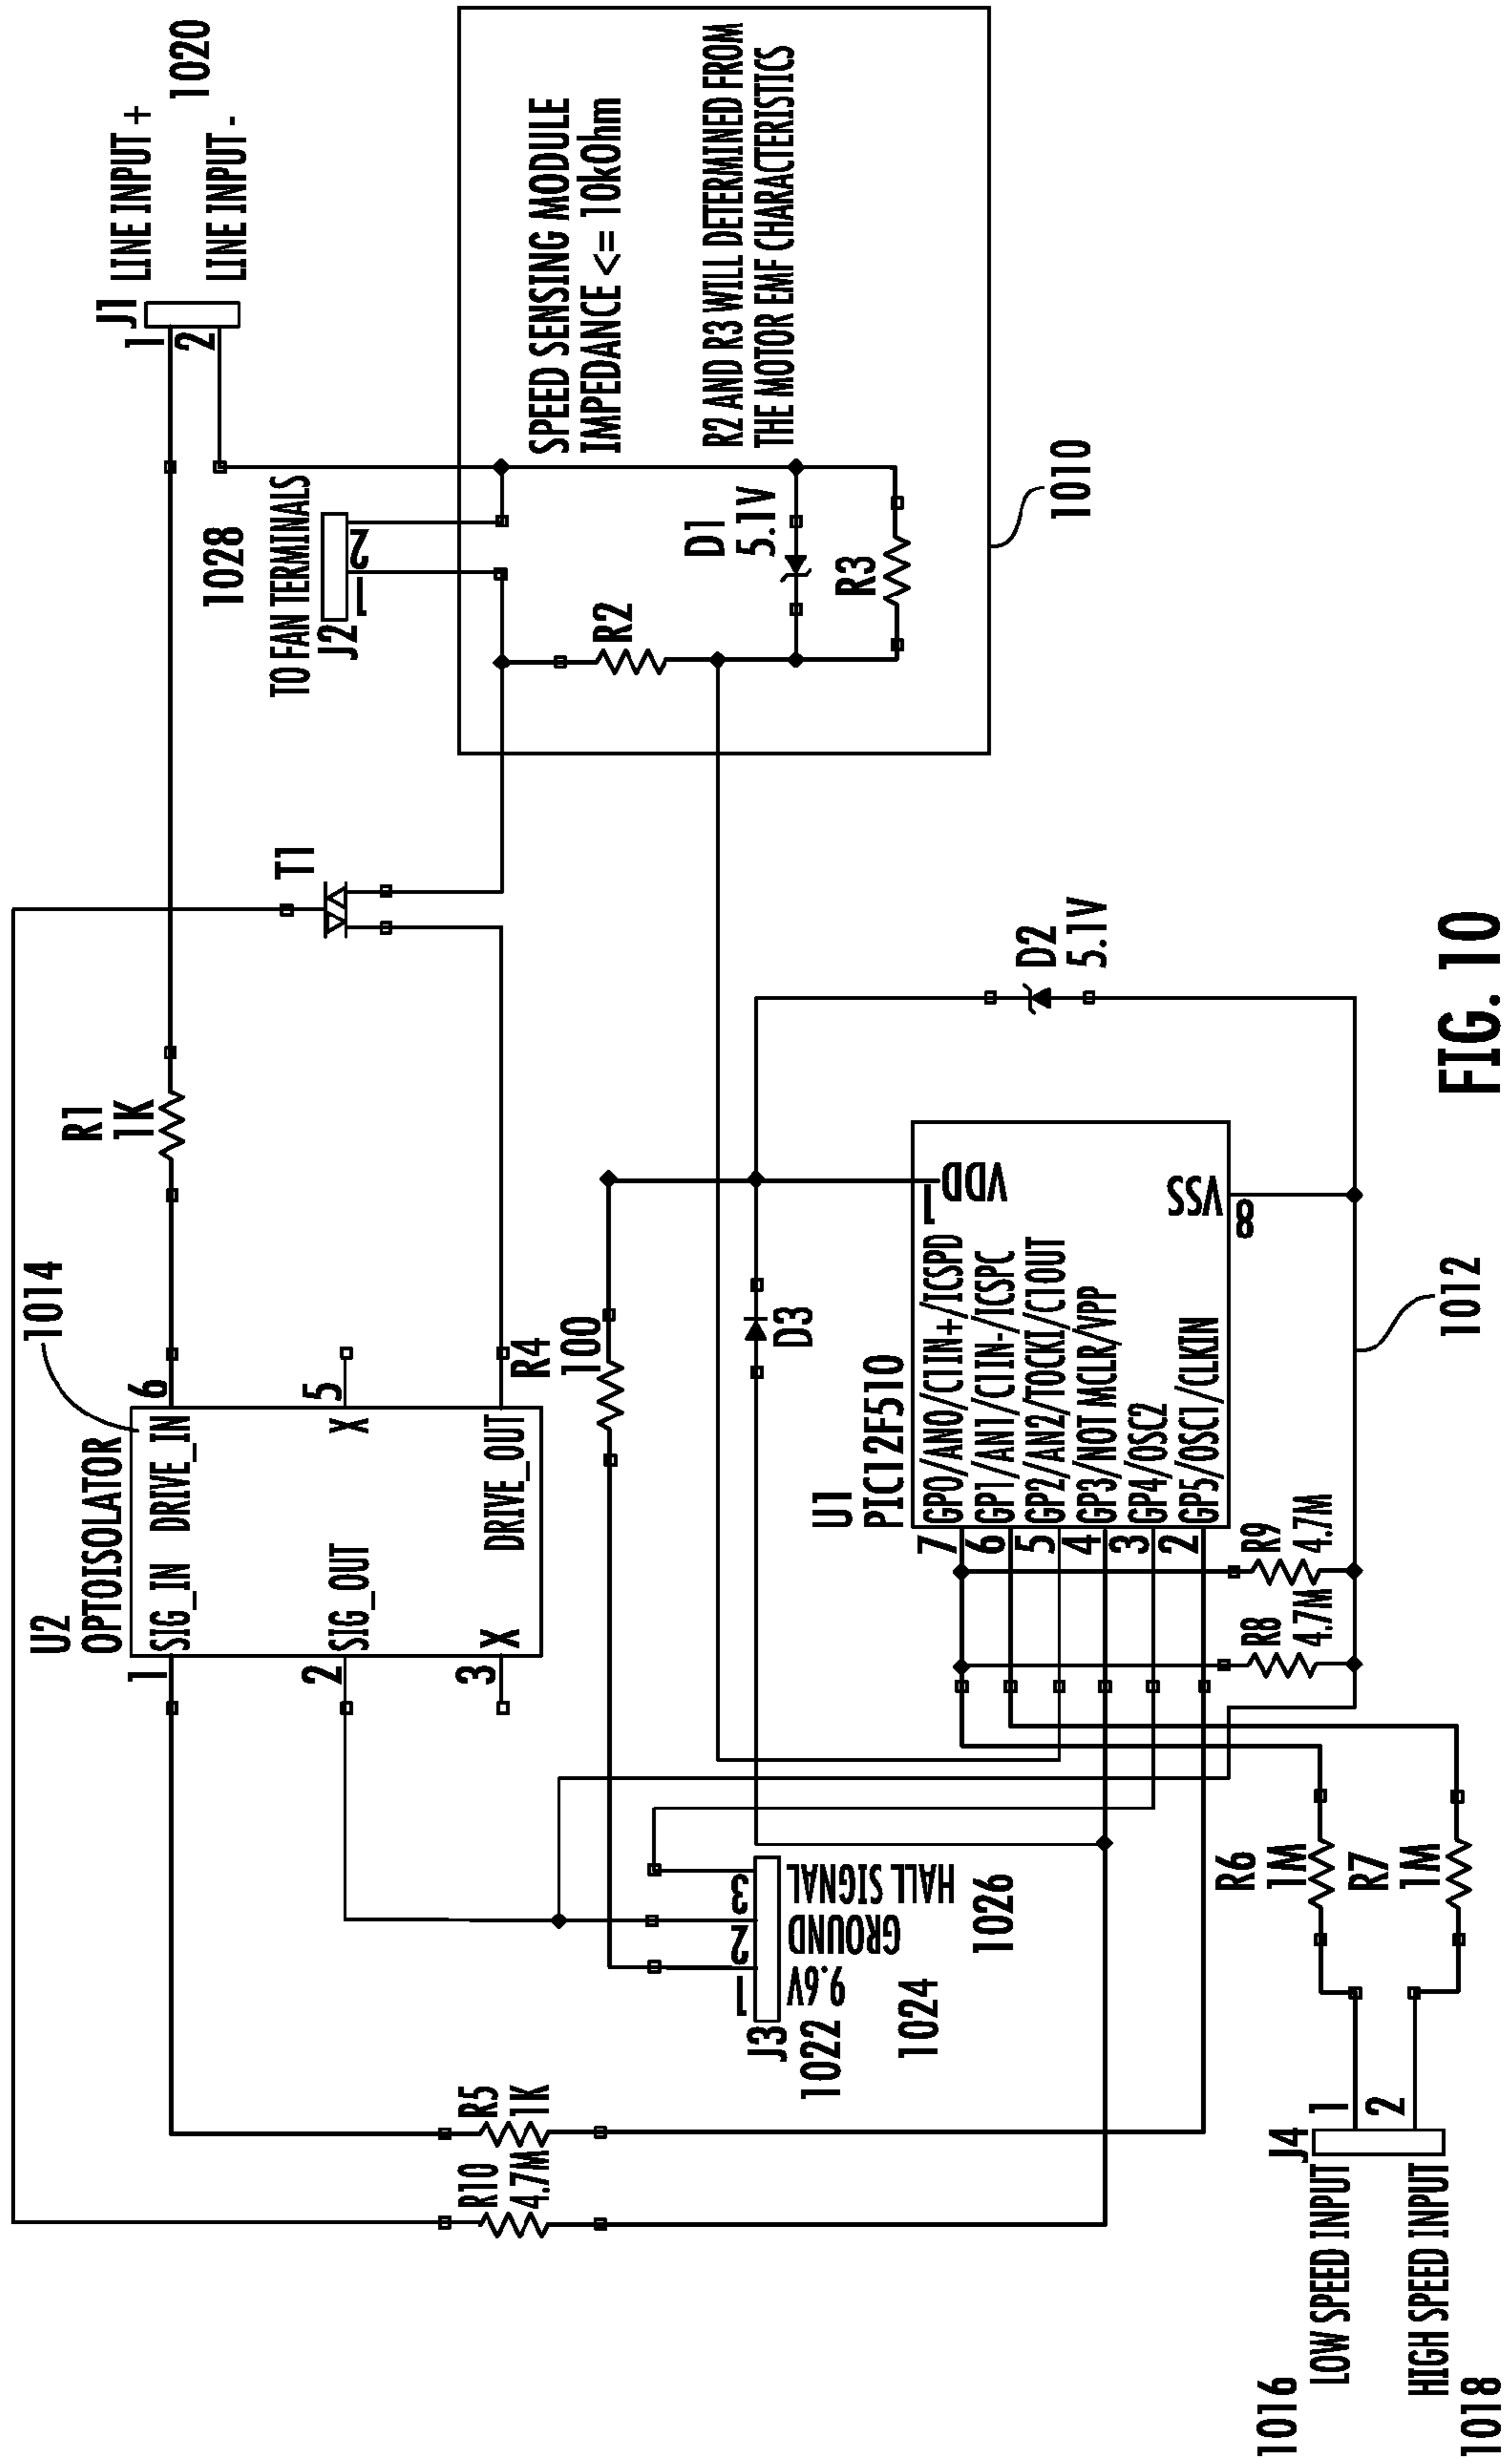 U2
OPTOISOLATOR
1014
1
SIG_IN
DRIVE_IN
6
2
SIG_OUT
X
5
3
X
DRIVE_OUT
R1
1K
T1
J1
1
2
LINE INPUT +
LINE INPUT -
1020
1028
TO FAN TERMINALS
J2
1
2
SPEED SENSING MODULE
IMPEDANCE <= 10kOhm
R2
D1
5.1V
R3
R2 AND R3 WILL DETERMINED FROM
THE MOTOR EMF CHARACTERISTICS
1010
R10
4.7M
R5
1K
R4
100
J3
1
2
3
9.6V
GROUND
HALL SIGNAL
1022
1024
1026
D3
U1
PIC12F510
7
GP0/AN0/C1IN+/ICSPD
6
GP1/AN1/C1IN-/ICSPC
5
GP2/AN2/TOCKI/C1OUT
4
GP3/NOT MCLR/VPP
3
GP4/OSC2
2
GP5/OSC1/CLKIN
1
VDD
VSS
8
D2
5.1V
R8
4.7M
R9
4.7M
1012
R6
1M
R7
1M
J4
1
2
1016
LOW SPEED INPUT
HIGH SPEED INPUT
1018
FIG. 10